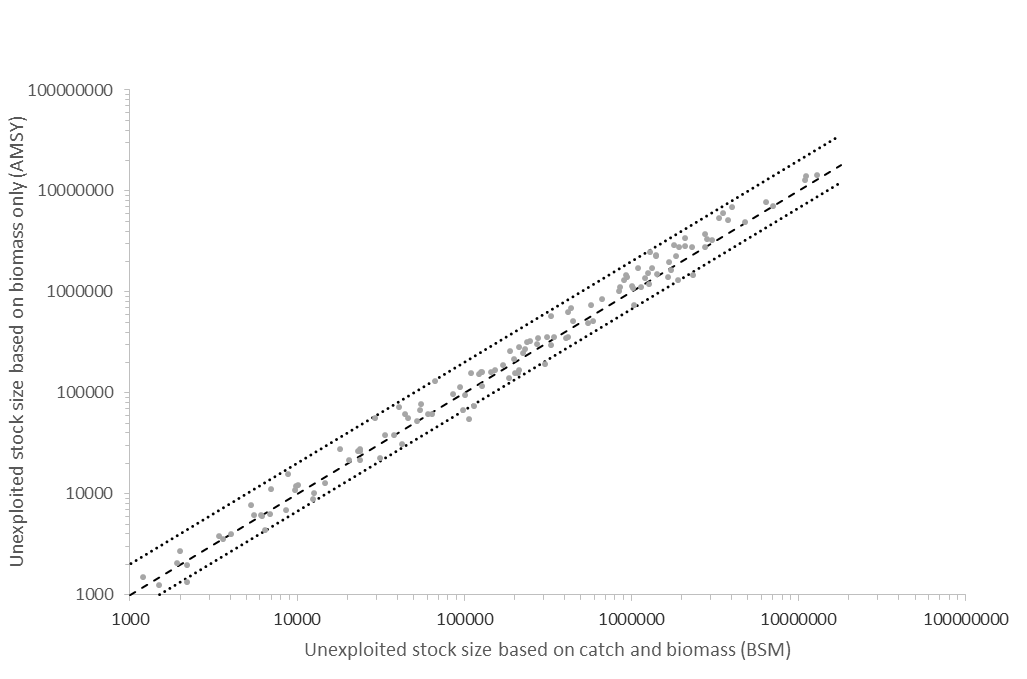 Unexploited stock size based on biomass only (AMSY)
100000000
10000000
1000000
100000
10000
1000
1000 10000 100000 1000000 10000000 100000000
Unexploited stock size based on catch and biomass (BSM)